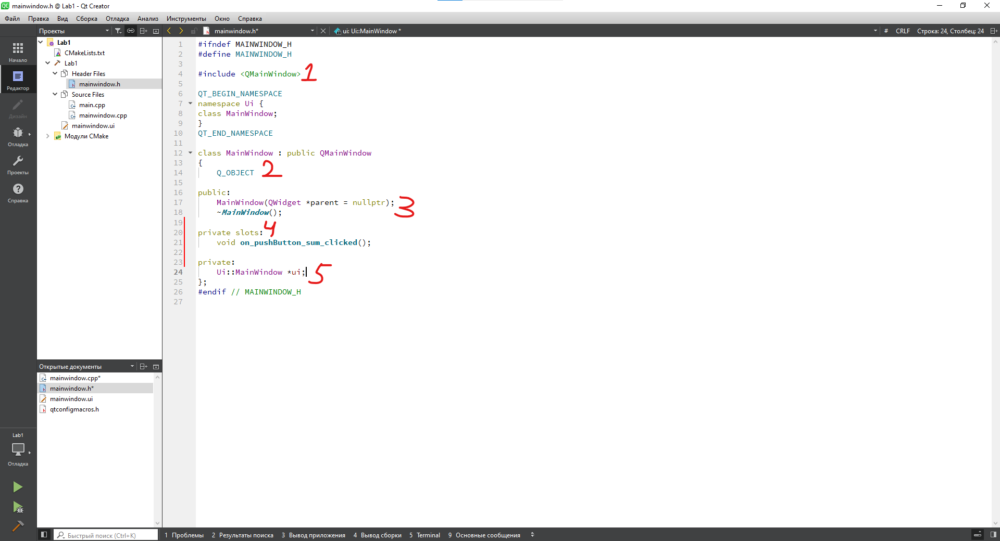 mainwindow.h @ Lab1 - Qt Creator
Файл Правка Вид Сборка Отладка Анализ Инструменты Окно Справка
Проекты
mainwindow.h*
ui: Ui::MainWindow *
# CRLF Строка: 24, Столбец: 24
Начало
Редактор
Дизайн
Отладка
Проекты
Справка
Lab1
CMakeLists.txt
Lab1
Header Files
mainwindow.h
Source Files
main.cpp
mainwindow.cpp
mainwindow.ui
Модули CMake
1 #ifndef MAINWINDOW_H
2 #define MAINWINDOW_H
3
4 #include <QMainWindow> 1
5
6 QT_BEGIN_NAMESPACE
7 namespace Ui {
8 class MainWindow;
9 }
10 QT_END_NAMESPACE
11
12 class MainWindow : public QMainWindow
13 {
14 Q_OBJECT 2
15
16 public:
17 MainWindow(QWidget *parent = nullptr); 3
18 ~MainWindow();
19
20 private slots: 4
21 void on_pushButton_sum_clicked();
22
23 private:
24 Ui::MainWindow *ui; 5
25 };
26 #endif // MAINWINDOW_H
27
Открытые документы
mainwindow.cpp*
mainwindow.h*
mainwindow.ui
qtconfigmacros.h
Lab1
Отладка
Быстрый поиск (Ctrl+K)
1 Проблемы 2 Результаты поиска 3 Вывод приложения 4 Вывод сборки 5 Terminal 9 Основные сообщения